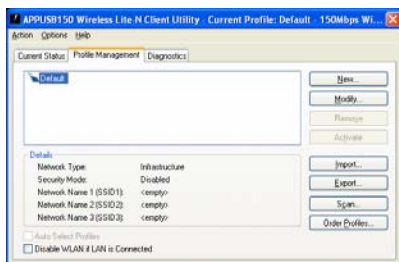 APPUSB150 Wireless Lite-N Client Utility - Current Profile: Default - 150Mbps Wi...
Action Options Help
Current Status Profile Management Diagnostics
Default
New...
Modify...
Remove
Activate
Details
Network Type: Infrastructure
Security Mode: Disabled
Network Name 1 (SSID1): <empty>
Network Name 2 (SSID2): <empty>
Network Name 3 (SSID3): <empty>
Import...
Export...
Scan...
Order Profiles...
Auto Select Profiles
Disable WLAN if LAN is Connected